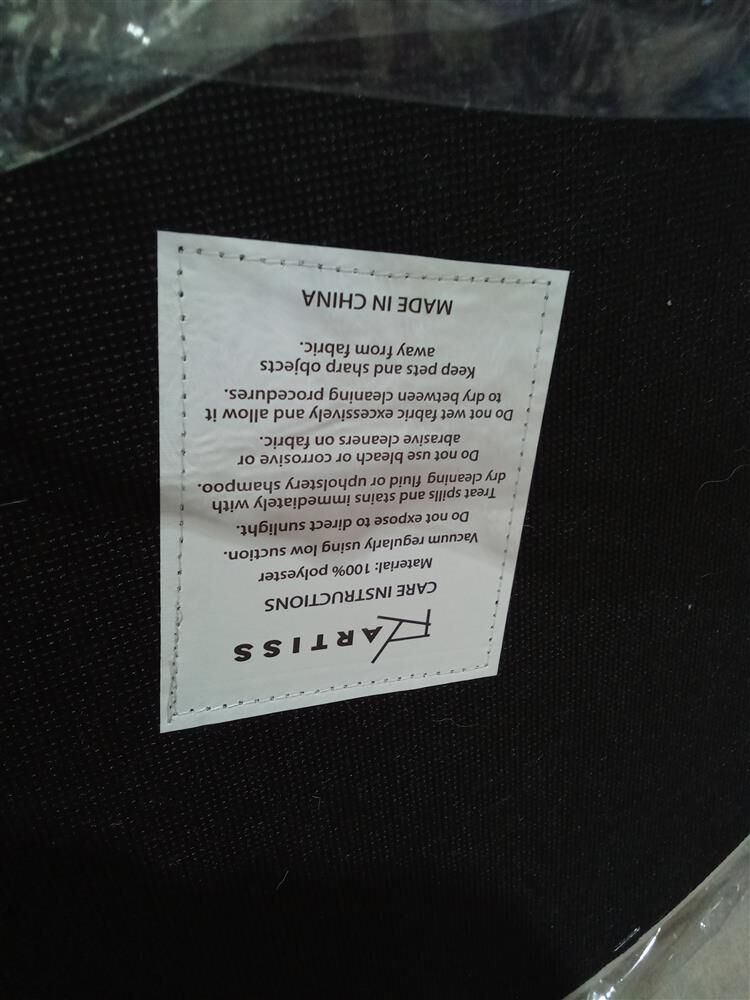 ARTISS
CARE INSTRUCTIONS
Material: 100% polyester
Vacuum regularly using low suction.
Do not expose to direct sunlight.
Treat spills and stains immediately with
dry cleaning fluid or upholstery shampoo.
Do not use bleach or corrosive or
abrasive cleaners on fabric.
Do not wet fabric excessively and allow it
to dry between cleaning procedures.
Keep pets and sharp objects
away from fabric.
MADE IN CHINA